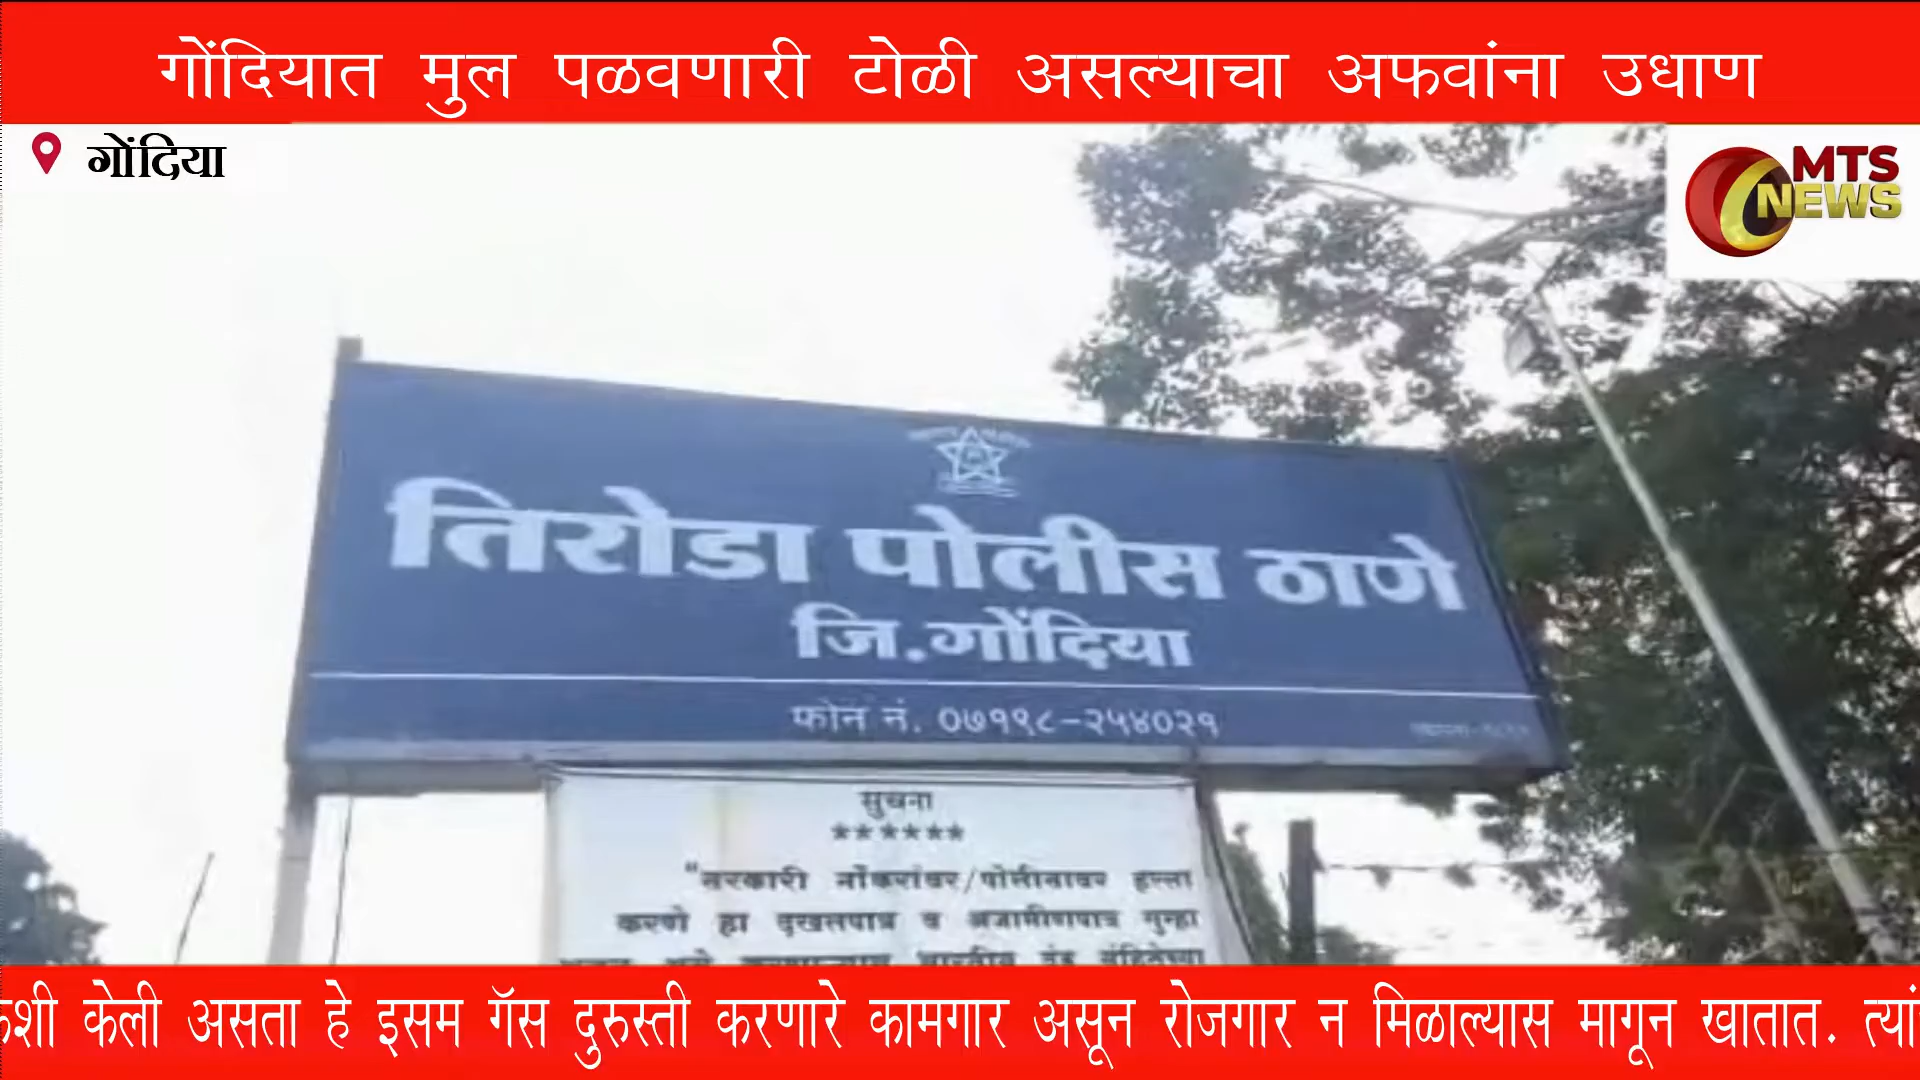 गोंदियात मुल पळवणारी टोळी असल्याचा अफवांना उधाण
गोंदिया
MTS
NEWS
तिरोडा पोलीस ठाणे
जि.गोंदिया
फोन नं. ०७१९८-२५४०२१
सुचना
******
"सरकारी नोंकरांवर/पोलीसावर हल्ला
करणे हा दखलपात्र व अजामीनपात्र गुन्हा
केली असता हे इसम गॅस दुरुस्ती करणारे कामगार असून रोजगार न मिळाल्यास मागून खातात.